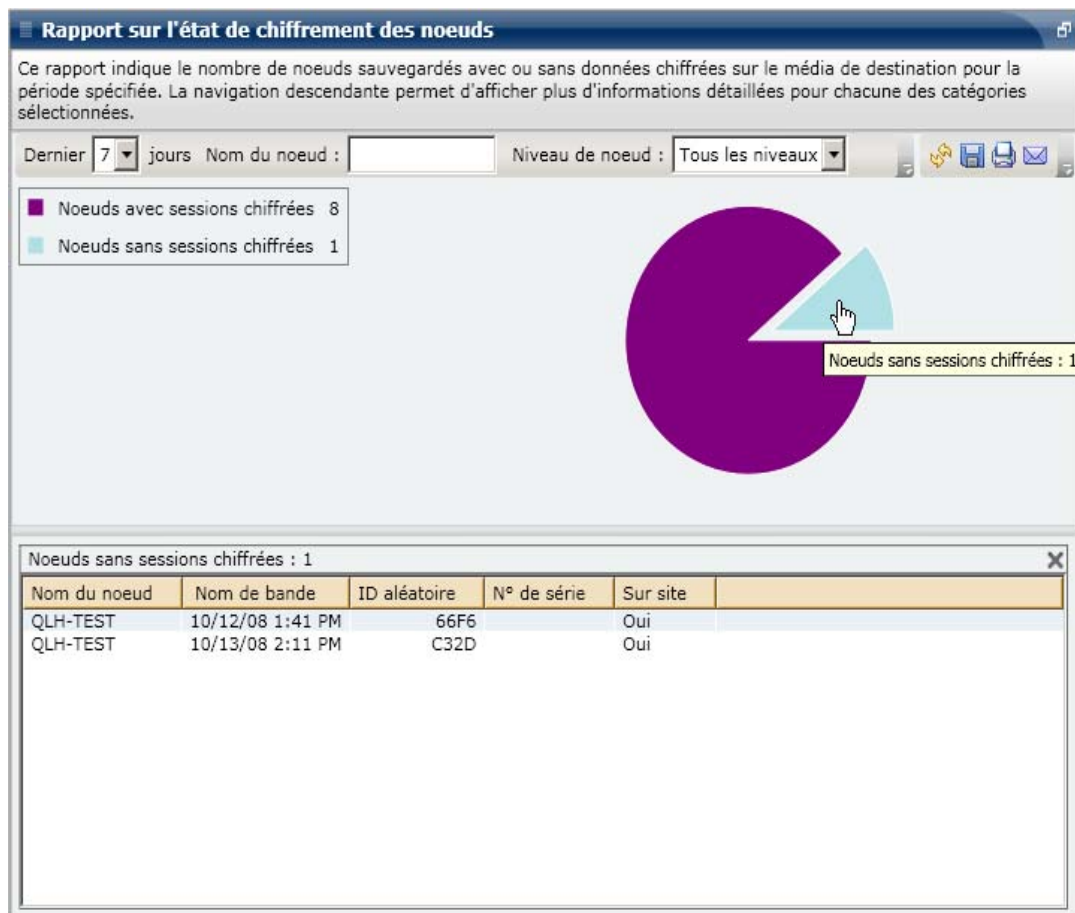 Rapport sur l'état de chiffrement des noeuds
Ce rapport indique le nombre de noeuds sauvegardés avec ou sans données chiffrées sur le média de destination pour la
période spécifiée. La navigation descendante permet d'afficher plus d'informations détaillées pour chacune des catégories
sélectionnées.
Dernier 7 jours Nom du noeud : Niveau de noeud : Tous les niveaux
Noeuds avec sessions chiffrées 8
Noeuds sans sessions chiffrées 1
Noeuds sans sessions chiffrées : 1
Noeuds sans sessions chiffrées : 1
Nom du noeud Nom de bande ID aléatoire N° de série Sur site
QLH-TEST 10/12/08 1:41 PM 66F6 Oui
QLH-TEST 10/13/08 2:11 PM C32D Oui